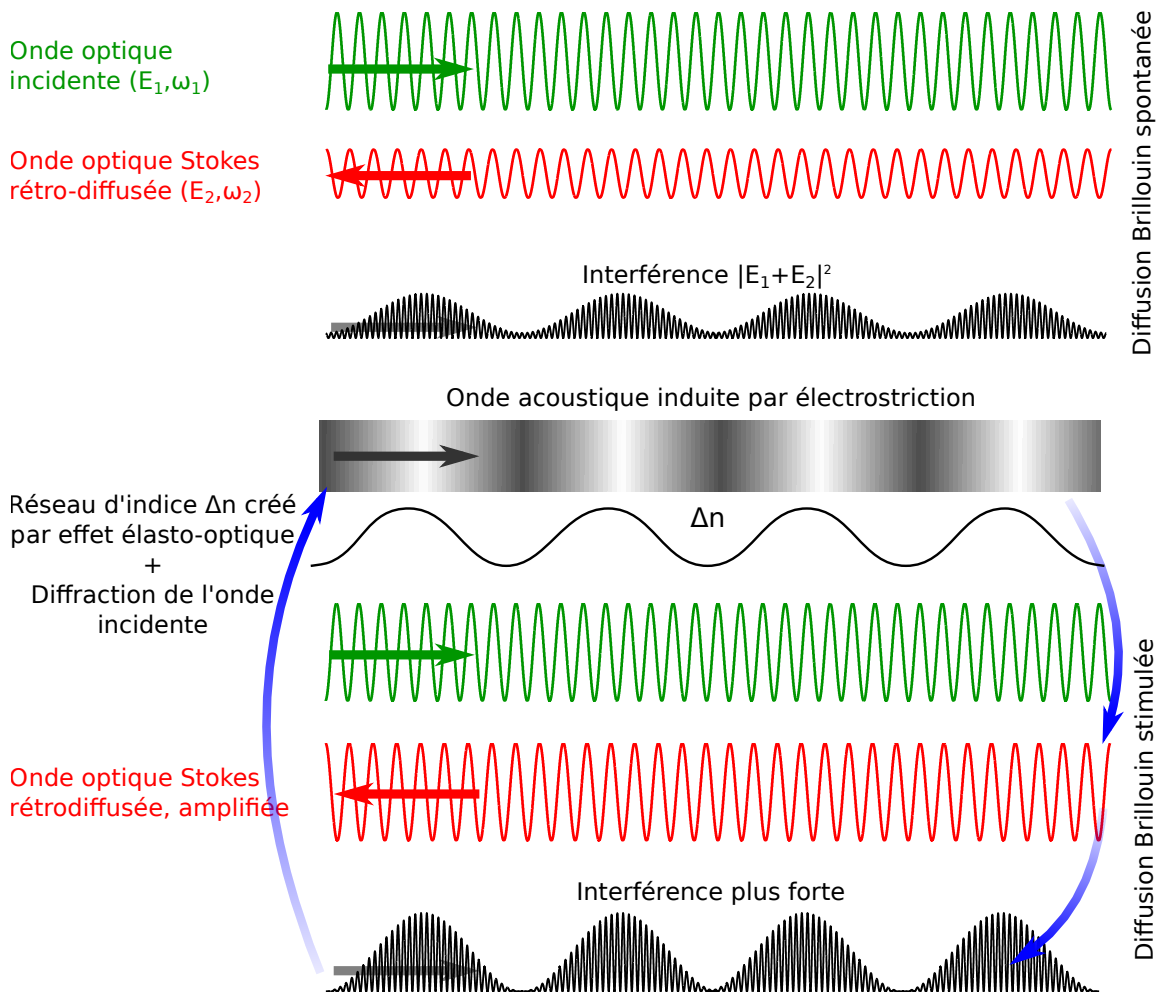 Onde optique
incidente (E₁,ω₁)
Onde optique Stokes
rétro-diffusée (E₂,ω₂)
Interférence |E₁+E₂|²
Diffusion Brillouin spontanée
Onde acoustique induite par électrostriction
Réseau d'indice Δn créé
par effet élasto-optique
+
Diffraction de l'onde
incidente
Δn
Onde optique Stokes
rétrodiffusée, amplifiée
Interférence plus forte
Diffusion Brillouin stimulée